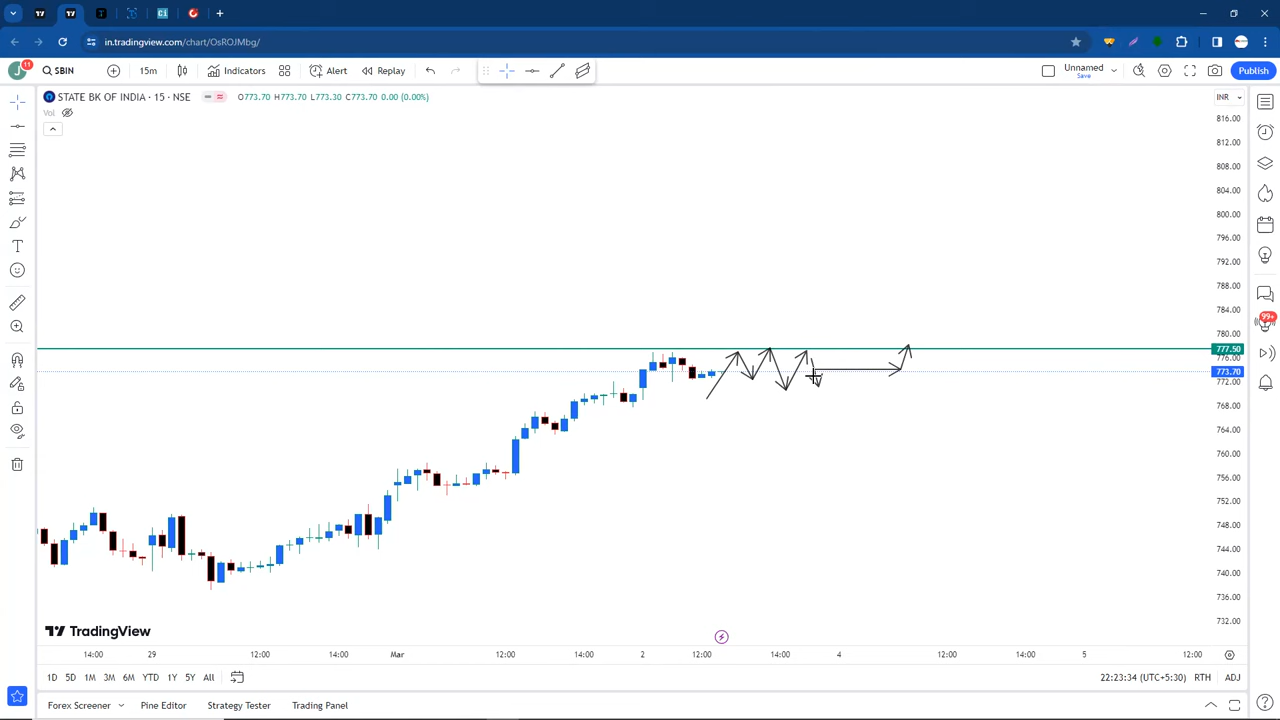 in.tradingview.com/chart/OsROJMbg/
11
SBIN
15m
Indicators
Alert
Replay
Unnamed
Save
Publish
STATE BK OF INDIA · 15 · NSE
O773.70 H773.70 L773.30 C773.70 0.00 (0.00%)
Vol
INR
816.00
812.00
808.00
804.00
800.00
796.00
792.00
788.00
784.00
780.00
777.50
776.00
773.70
772.00
768.00
764.00
760.00
756.00
752.00
748.00
744.00
740.00
736.00
732.00
99+
TradingView
14:00 29 12:00 14:00 Mar 12:00 14:00 2 12:00 14:00 4 12:00 14:00 5 12:00
1D 5D 1M 3M 6M YTD 1Y 5Y All
22:23:34 (UTC+5:30) RTH ADJ
Forex Screener Pine Editor Strategy Tester Trading Panel